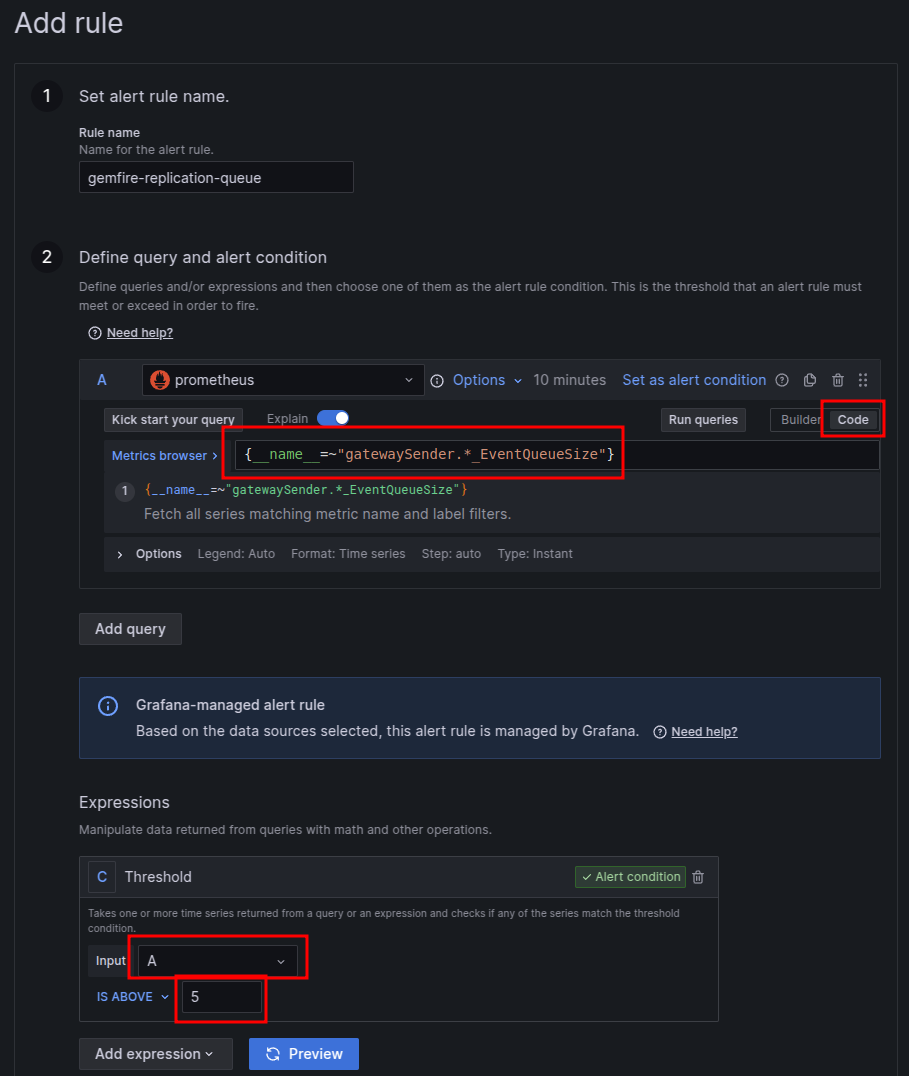 Add rule
1 Set alert rule name.
Rule name
Name for the alert rule.
gemfire-replication-queue
2 Define query and alert condition
Define queries and/or expressions and then choose one of them as the alert rule condition. This is the threshold that an alert rule must
meet or exceed in order to fire.
Need help?
A prometheus Options 10 minutes Set as alert condition
Kick start your query Explain Run queries Builder Code
Metrics browser > {__name__=~"gatewaySender.*_EventQueueSize"}
1 {__name__=~"gatewaySender.*_EventQueueSize"}
Fetch all series matching metric name and label filters.
> Options Legend: Auto Format: Time series Step: auto Type: Instant
Add query
Grafana-managed alert rule
Based on the data sources selected, this alert rule is managed by Grafana. Need help?
Expressions
Manipulate data returned from queries with math and other operations.
C Threshold Alert condition
Takes one or more time series returned from a query or an expression and checks if any of the series match the threshold
condition.
Input A
IS ABOVE 5
Add expression Preview